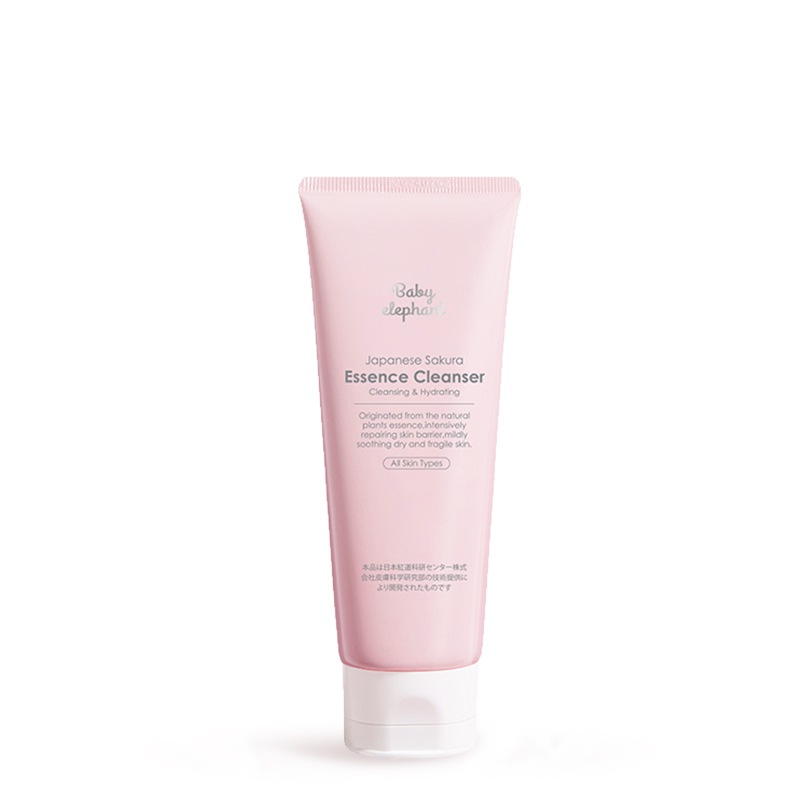 Baby
elephant
Japanese Sakura
Essence Cleanser
Cleansing & Hydrating
Originated from the natural
plants essence,intensively
repairing skin barrier,mildly
soothing dry and fragile skin.
All Skin Types
本品は日本紅道科研センター株式
会社皮膚科学研究部の技術提供に
より開発されたものです